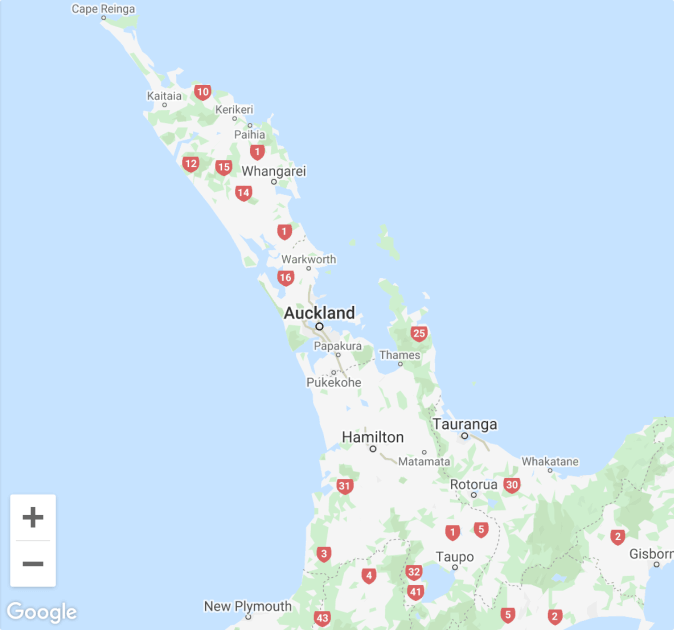 Cape Reinga
10
Kaitaia
Kerikeri
Paihia
1
12
15
Whangarei
14
1
Warkworth
16
Auckland
25
Papakura
Thames
Pukekohe
Tauranga
Hamilton
Matamata
Whakatane
31
Rotorua
30
1
5
2
3
Taupo
Gisborn
4
32
41
New Plymouth
43
5
2
Google